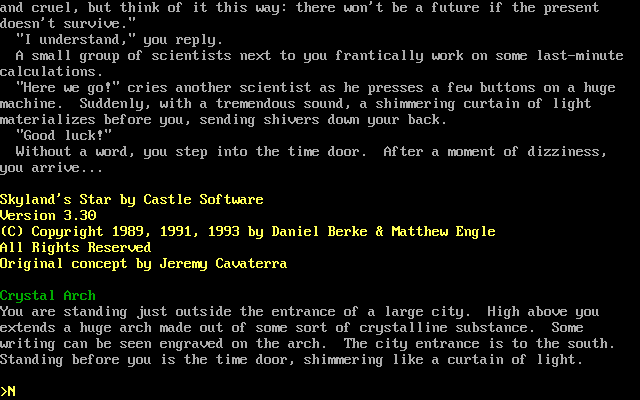 and cruel, but think of it this way: there won't be a future if the present
doesn't survive."
"I understand," you reply.
A small group of scientists next to you frantically work on some last-minute
calculations.
"Here we go!" cries another scientist as he presses a few buttons on a huge
machine.  Suddenly, with a tremendous sound, a shimmering curtain of light
materializes before you, sending shivers down your back.
"Good luck!"
Without a word, you step into the time door.  After a moment of dizziness,
you arrive...
Skyland's Star by Castle Software
Version 3.30
(C) Copyright 1989, 1991, 1993 by Daniel Berke & Matthew Engle
All Rights Reserved
Original concept by Jeremy Cavaterra
Crystal Arch
You are standing just outside the entrance of a large city.  High above you
extends a huge arch made out of some sort of crystalline substance.  Some
writing can be seen engraved on the arch.  The city entrance is to the south.
Standing before you is the time door, shimmering like a curtain of light.
>N